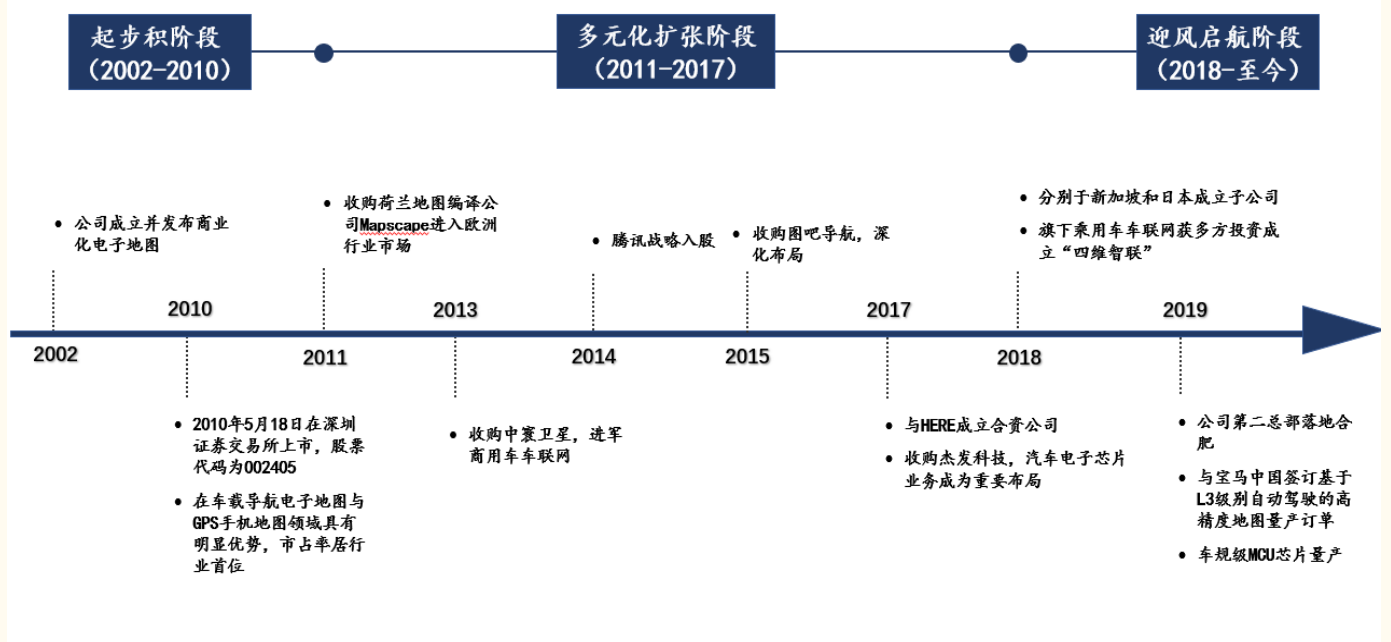 起步积阶段
（2002-2010）
多元化扩张阶段
（2011-2017）
迎风启航阶段
（2018-至今）
• 公司成立并发布商业
化电子地图
• 收购荷兰地图编译公
司Mapscape进入欧洲
行业市场
• 腾讯战略入股
• 收购图吧导航，深
化布局
• 分别于新加坡和日本成立子公司
• 旗下乘用车车联网获多方投资成
立“四维智联”
2010
2013
2017
2019
2002
2011
2014
2015
2018
• 2010年5月18日在深圳
证券交易所上市，股票
代码为002405
• 在车载导航电子地图与
GPS手机地图领域具有
明显优势，市占率居行
业首位
• 收购中寰卫星，进军
商用车车联网
• 与HERE成立合资公司
• 收购杰发科技，汽车电子芯片
业务成为重要布局
• 公司第二总部落地合
肥
• 与宝马中国签订基于
L3级别自动驾驶的高
精度地图量产订单
• 车规级MCU芯片量产